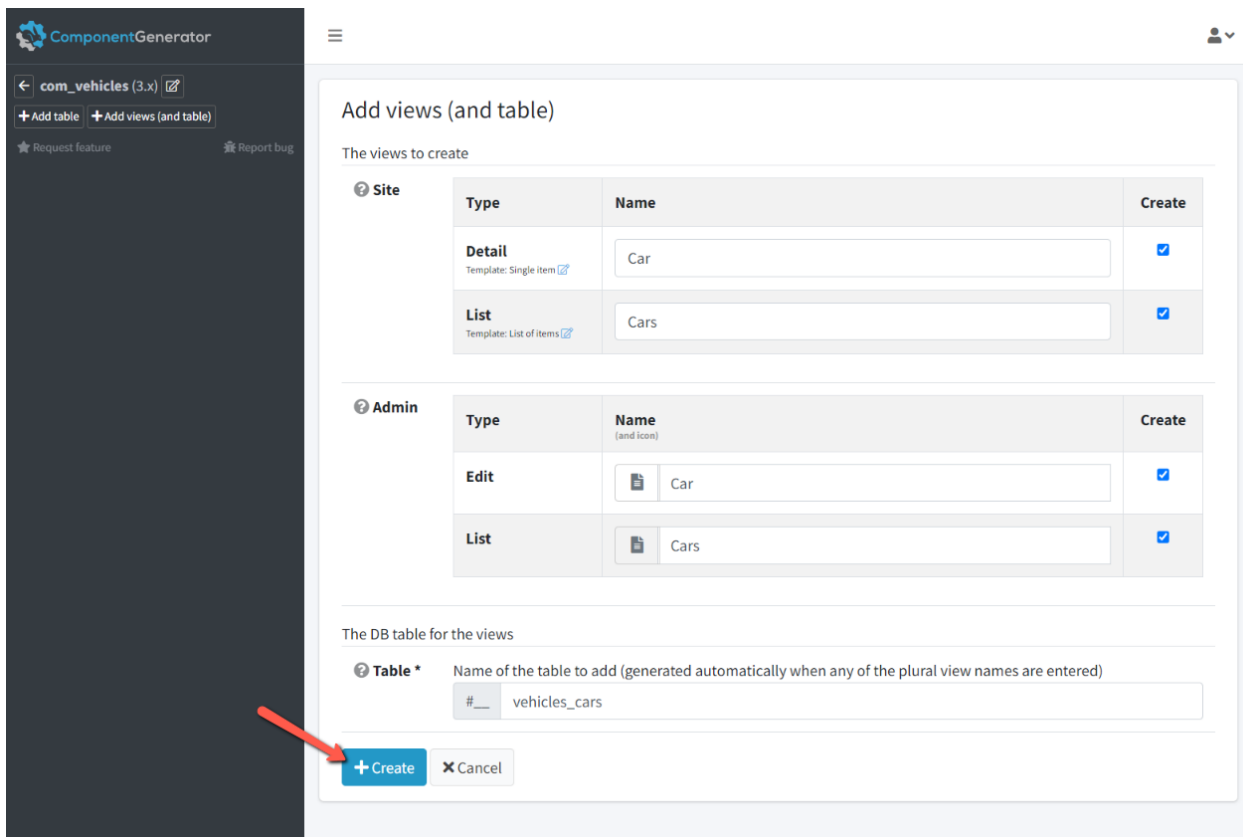 ComponentGenerator
com_vehicles (3.x)
Add table Add views (and table)
Request feature Report bug
Add views (and table)
The views to create
Site
Type Name Create
Detail Car
Template: Single item
List Cars
Template: List of items
Admin
Type Name Create
(and icon)
Edit Car
List Cars
The DB table for the views
Table * Name of the table to add (generated automatically when any of the plural view names are entered)
#__ vehicles_cars
Create Cancel